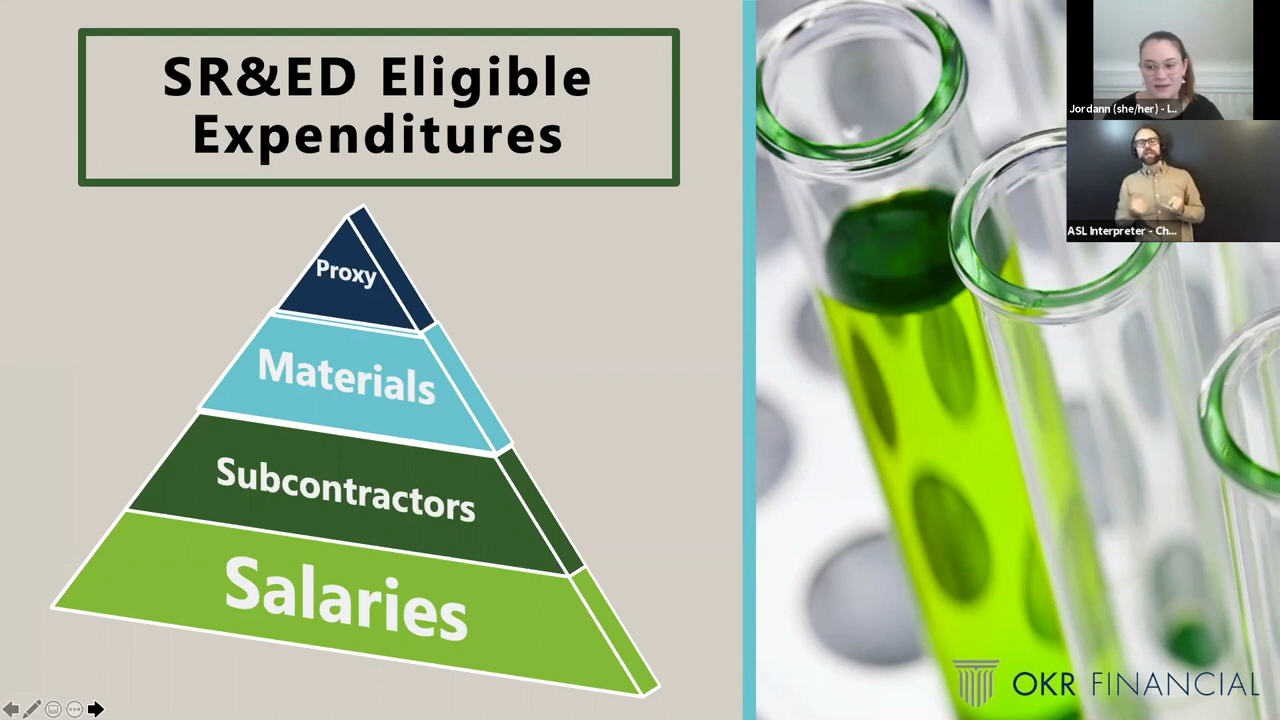 SR&ED Eligible
Expenditures
Proxy
Materials
Subcontractors
Salaries
Jordann (she/her) - I...
ASL Interpreter - Ch...
OKR FINANCIAL